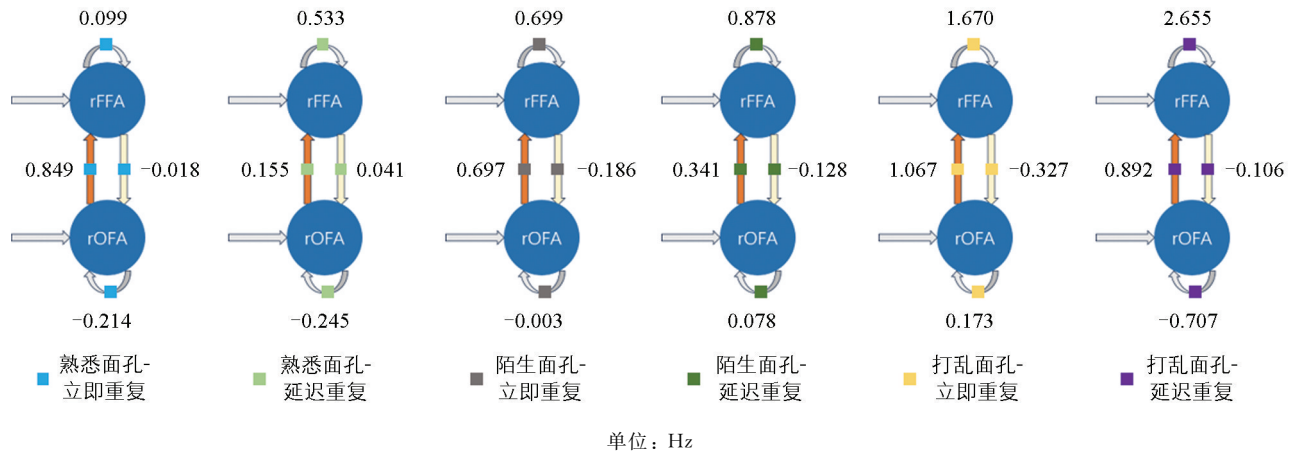 0.099 0.533 0.699 0.878 1.670 2.655
rFFA rFFA rFFA rFFA rFFA rFFA
0.849 −0.018 0.155 0.041 0.697 −0.186 0.341 −0.128 1.067 −0.327 0.892 −0.106
rOFA rOFA rOFA rOFA rOFA rOFA
−0.214 −0.245 −0.003 0.078 0.173 −0.707
熟悉面孔- 熟悉面孔- 陌生面孔- 陌生面孔- 打乱面孔- 打乱面孔-
立即重复 延迟重复 立即重复 延迟重复 立即重复 延迟重复
单位：Hz